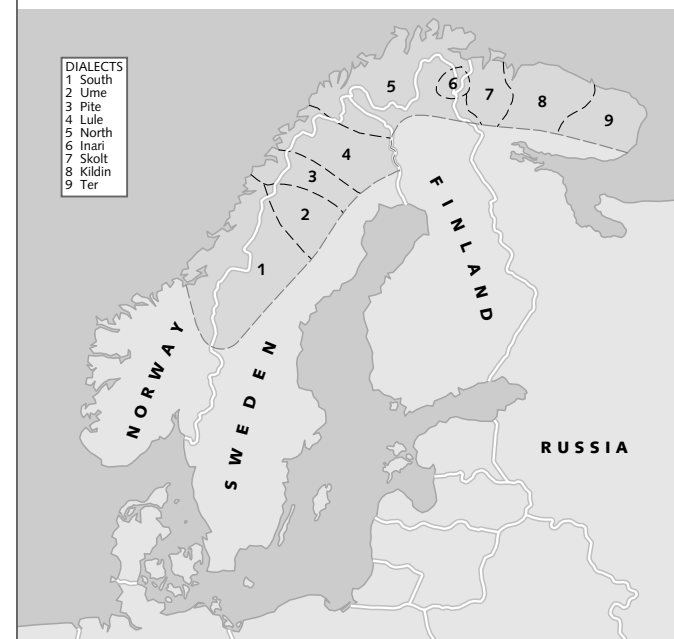 DIALECTS
1 South
2 Ume
3 Pite
4 Lule
5 North
6 Inari
7 Skolt
8 Kildin
9 Ter
5
6
7
8
9
4
3
2
1
FINLAND
NORWAY
SWEDEN
RUSSIA